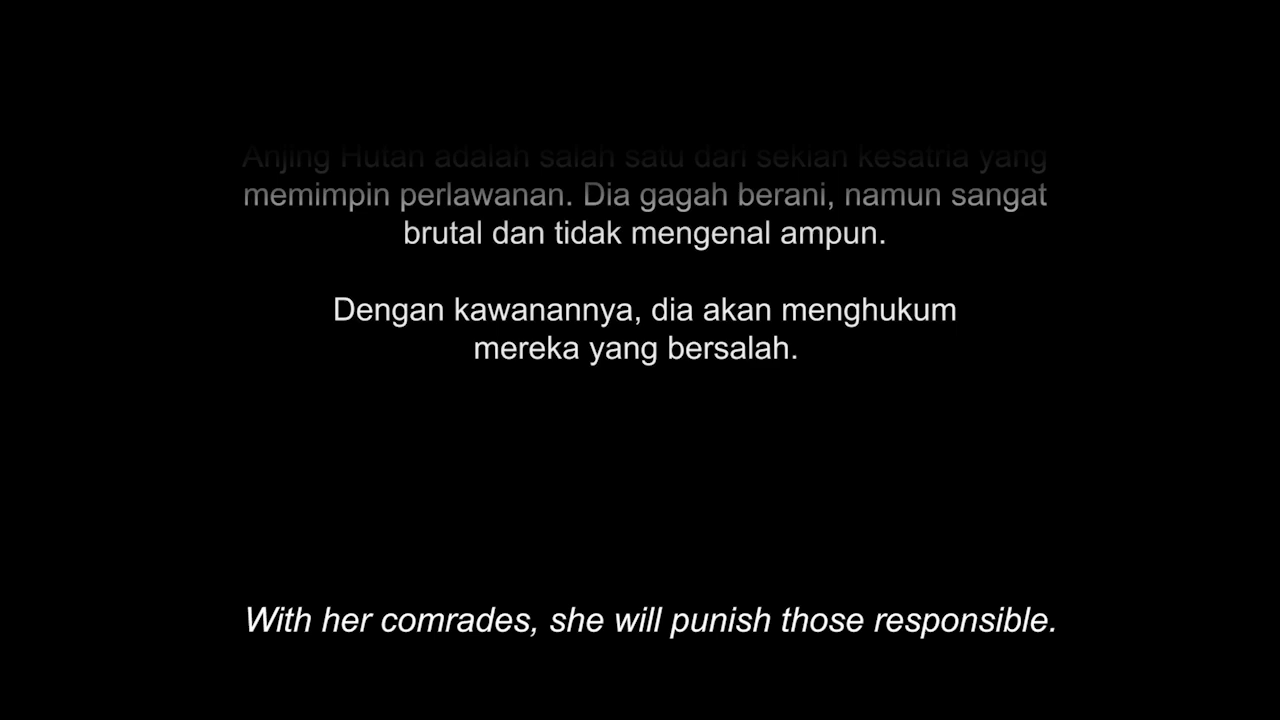 Anjing Hutan adalah salah satu dari sekian kesatria yang
memimpin perlawanan. Dia gagah berani, namun sangat
brutal dan tidak mengenal ampun.
Dengan kawanannya, dia akan menghukum
mereka yang bersalah.
With her comrades, she will punish those responsible.